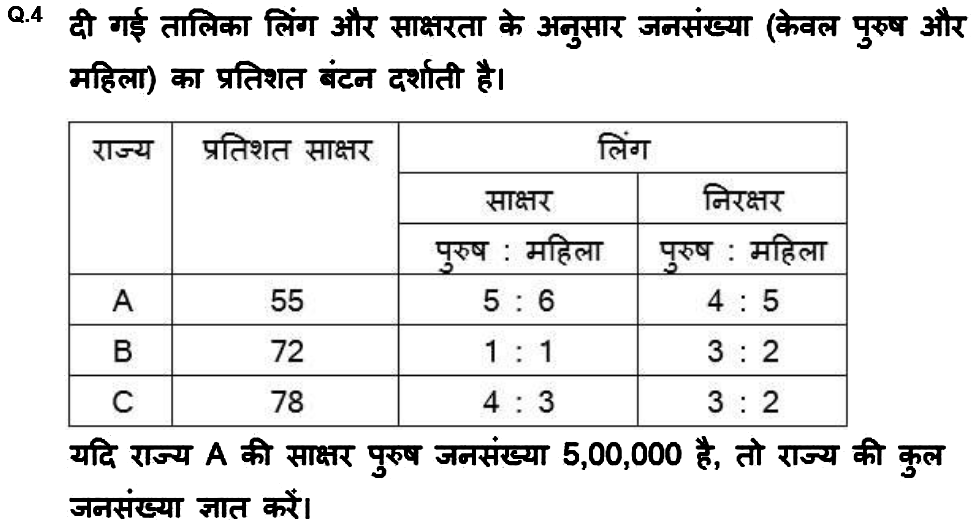 Q.4 दी गई तालिका लिंग और साक्षरता के अनुसार जनसंख्या (केवल पुरुष और
महिला) का प्रतिशत बंटन दर्शाती है।
राज्य प्रतिशत साक्षर लिंग
साक्षर निरक्षर
पुरुष : महिला पुरुष : महिला
A 55 5 : 6 4 : 5
B 72 1 : 1 3 : 2
C 78 4 : 3 3 : 2
यदि राज्य A की साक्षर पुरुष जनसंख्या 5,00,000 है, तो राज्य की कुल
जनसंख्या ज्ञात करें।